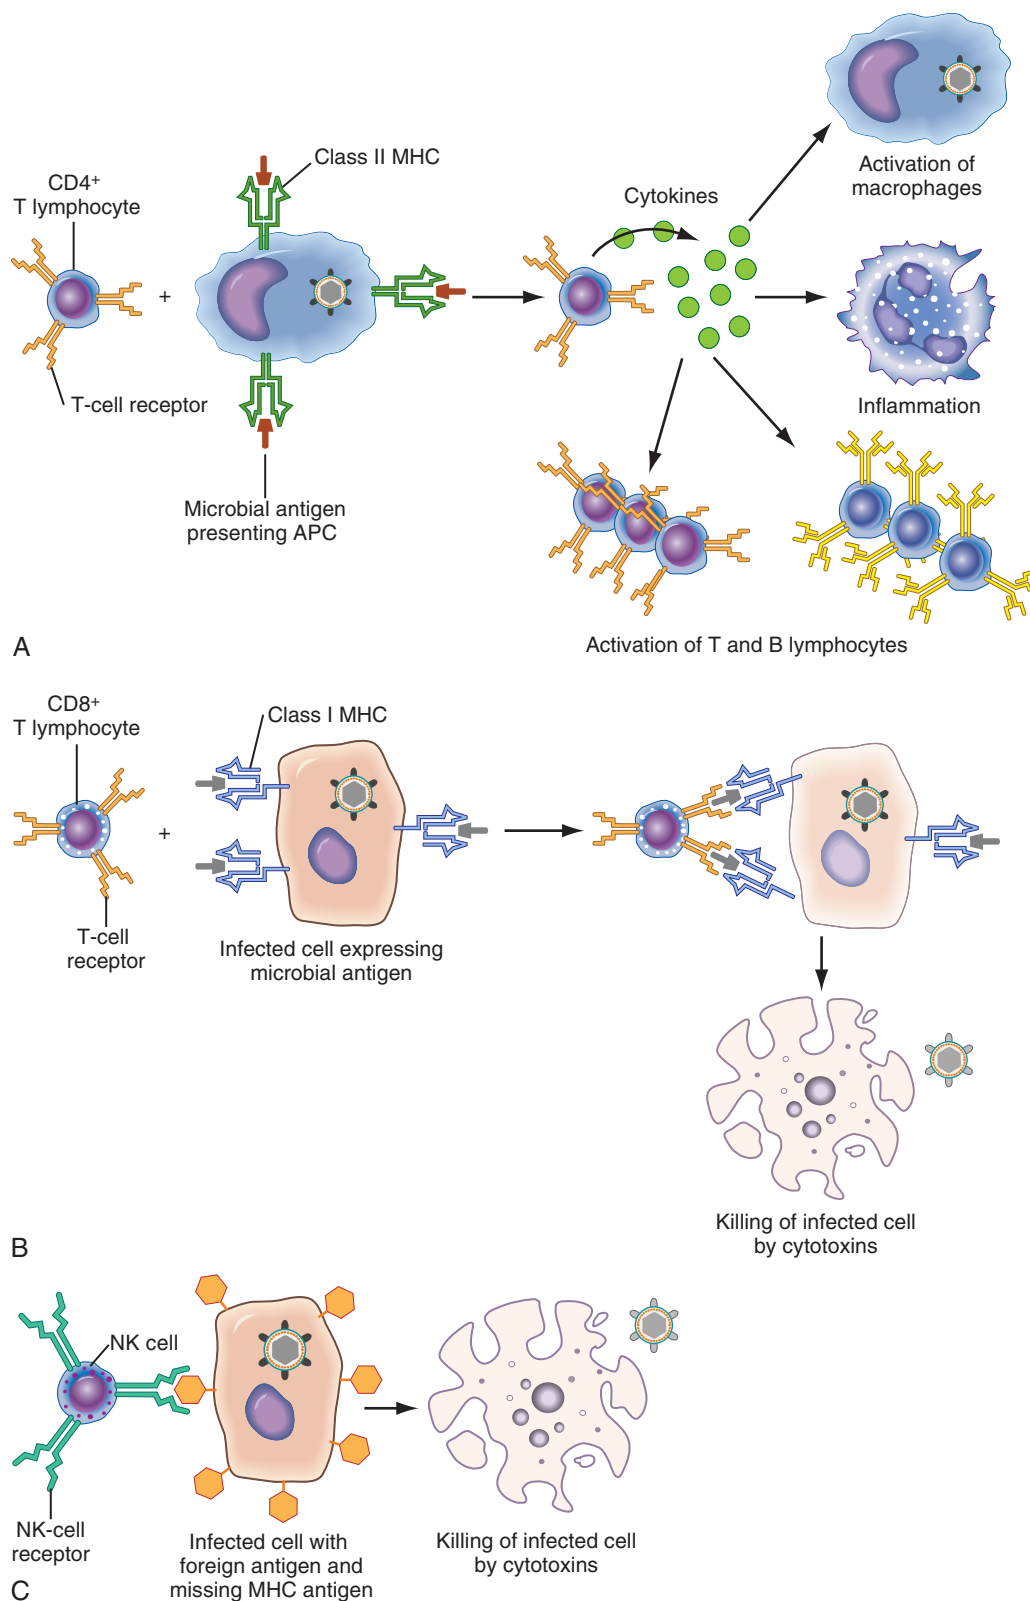 Class II MHC
CD4+
T lymphocyte
+
T-cell receptor
Microbial antigen
presenting APC
Cytokines
Activation of
macrophages
Inflammation
Activation of T and B lymphocytes
A
CD8+
T lymphocyte
+
T-cell
receptor
Class I MHC
Infected cell expressing
microbial antigen
Killing of infected cell
by cytotoxins
B
NK cell
NK-cell
receptor
Infected cell with
foreign antigen and
missing MHC antigen
Killing of infected cell
by cytotoxins
C